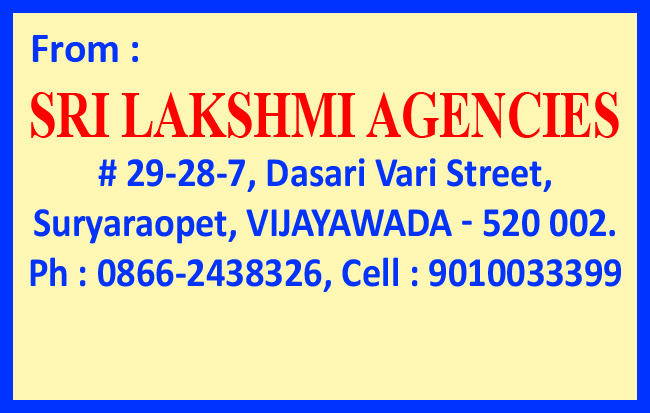 From :
SRI LAKSHMI AGENCIES
# 29-28-7, Dasari Vari Street,
Suryaraopet, VIJAYAWADA - 520 002.
Ph : 0866-2438326, Cell : 9010033399